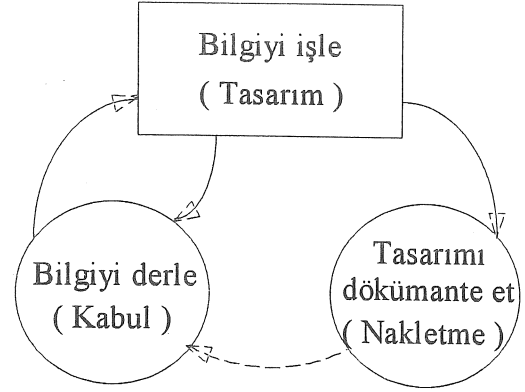 Bilgiyi işle
( Tasarım )
Bilgiyi derle
( Kabul )
Tasarımı
dökümante et
( Nakletme )